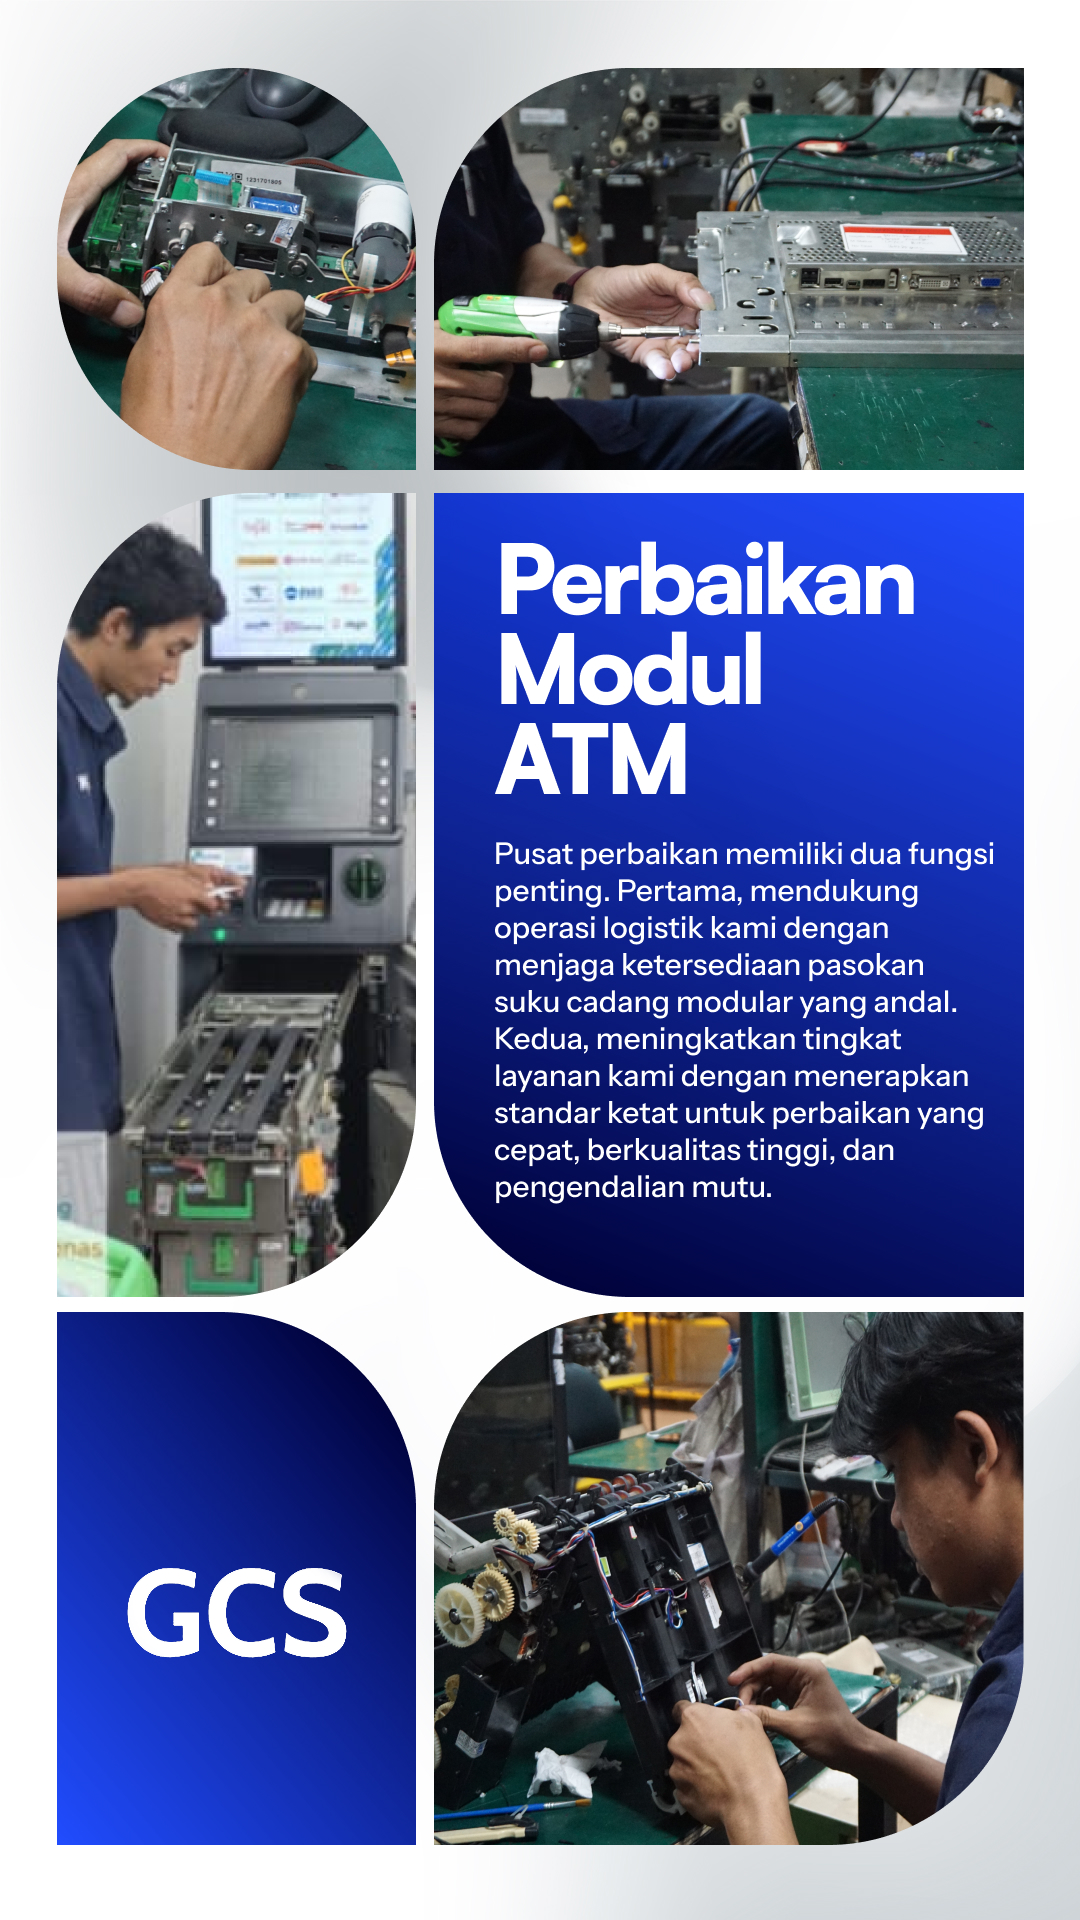 1231701805
Perbaikan
Modul
ATM
Pusat perbaikan memiliki dua fungsi
penting. Pertama, mendukung
operasi logistik kami dengan
menjaga ketersediaan pasokan
suku cadang modular yang andal.
Kedua, meningkatkan tingkat
layanan kami dengan menerapkan
standar ketat untuk perbaikan yang
cepat, berkualitas tinggi, dan
pengendalian mutu.
GCS